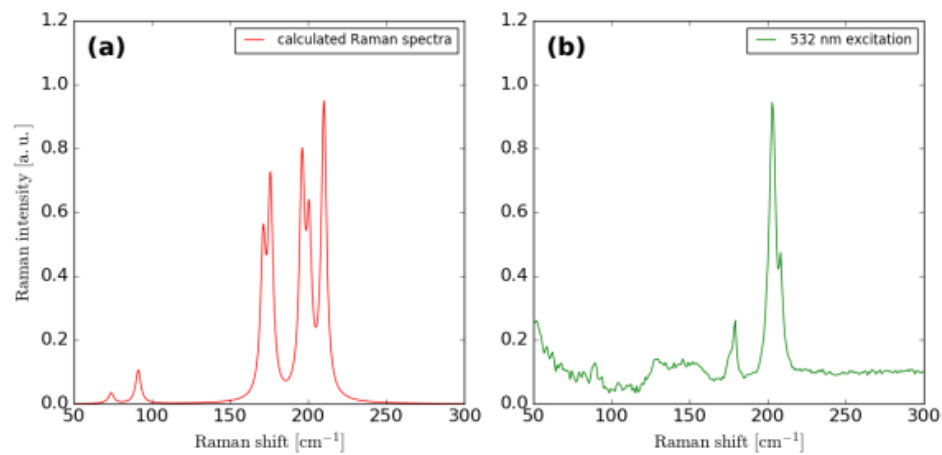 (a)
calculated Raman spectra
1.2
1.0
0.8
0.6
0.4
0.2
0.0
Raman intensity [a. u.]
50 100 150 200 250 300
Raman shift [cm⁻¹]
(b)
532 nm excitation
1.2
1.0
0.8
0.6
0.4
0.2
0.0
50 100 150 200 250 300
Raman shift [cm⁻¹]